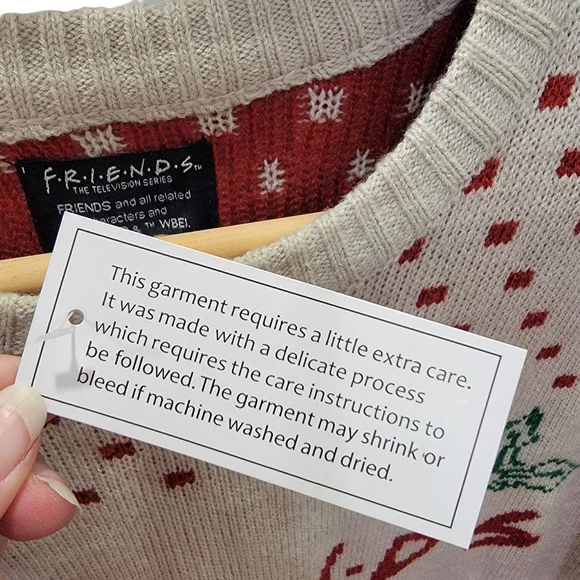 F·R·I·E·N·D·S™
THE TELEVISION SERIES
FRIENDS and all related
and
& ™ WBEI.
This garment requires a little extra care.
It was made with a delicate process
which requires the care instructions to
be followed. The garment may shrink or
bleed if machine washed and dried.